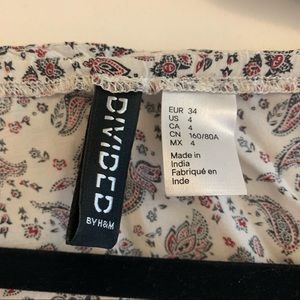 DIVIDED
BY H&M
EUR 34
US 4
CA 4
CN 160/80A
MX 4
Made in
India
Fabriqué en
Inde